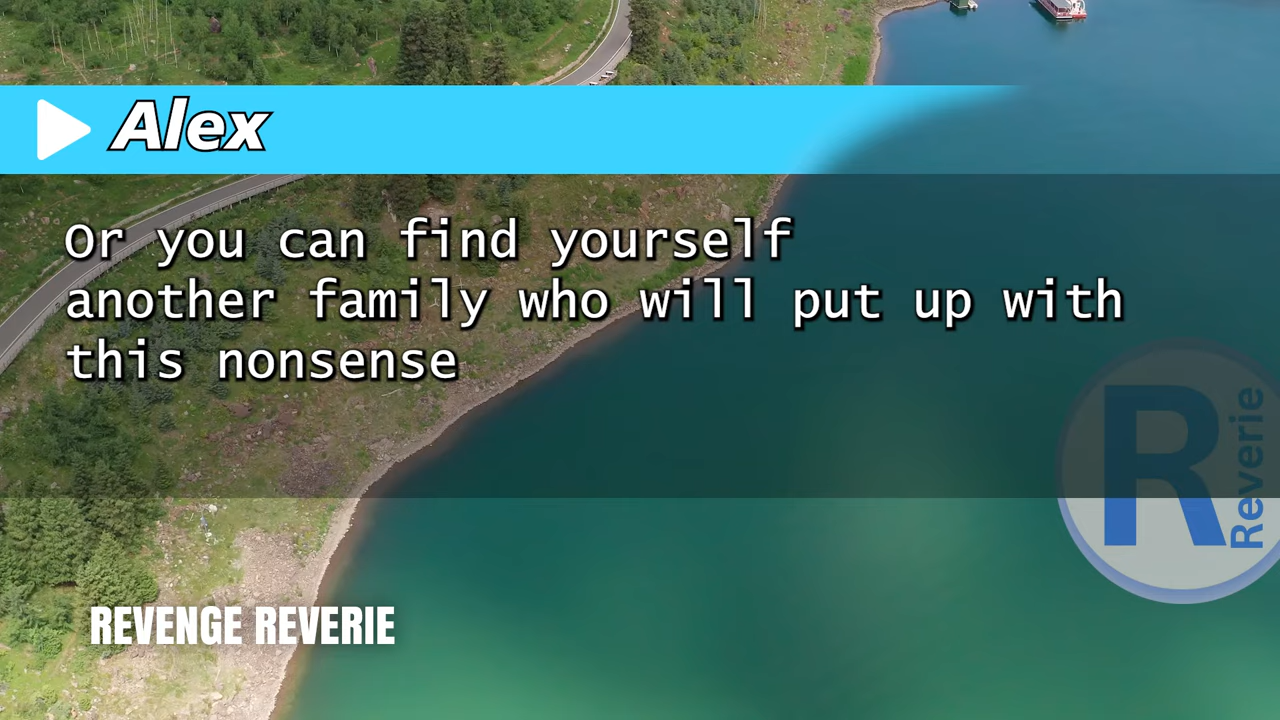 Alex
Or you can find yourself
another family who will put up with
this nonsense
R
Reverie
REVENGE REVERIE